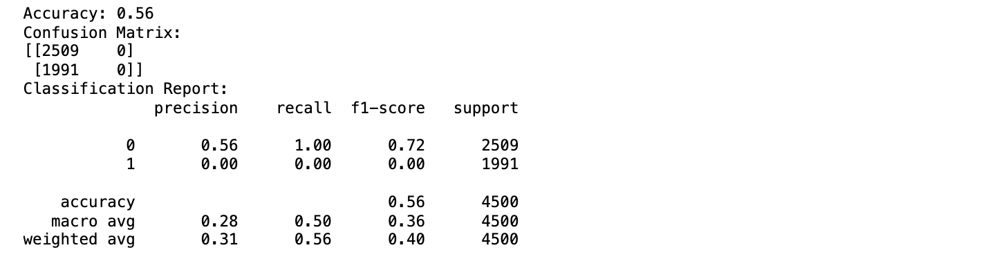 Accuracy: 0.56
Confusion Matrix:
[[2509    0]
 [1991    0]]
Classification Report:
              precision    recall  f1-score   support

           0       0.56      1.00      0.72      2509
           1       0.00      0.00      0.00      1991

    accuracy                           0.56      4500
   macro avg       0.28      0.50      0.36      4500
weighted avg       0.31      0.56      0.40      4500